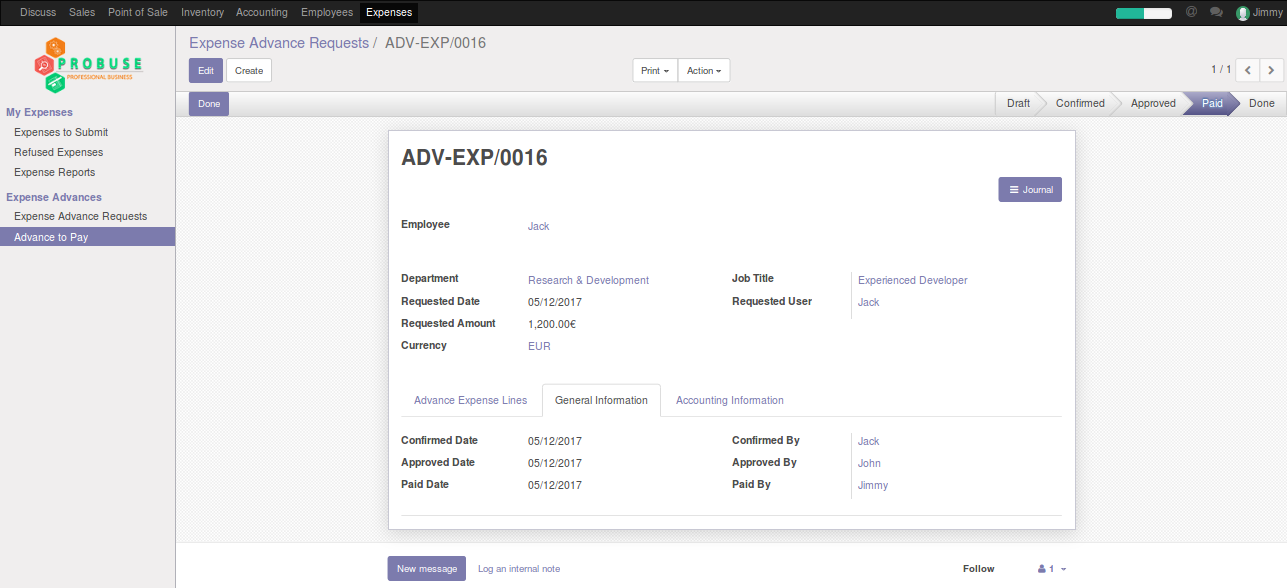 Discuss Sales Point of Sale Inventory Accounting Employees Expenses @ Jimmy
PROBUSE
PROFESSIONAL BUSINESS
Expense Advance Requests / ADV-EXP/0016
Edit Create Print Action 1 / 1
Done Draft Confirmed Approved Paid Done
My Expenses
Expenses to Submit
Refused Expenses
Expense Reports
Expense Advances
Expense Advance Requests
Advance to Pay
ADV-EXP/0016
Journal
Employee Jack
Department Research & Development Job Title Experienced Developer
Requested Date 05/12/2017 Requested User Jack
Requested Amount 1,200.00€
Currency EUR
Advance Expense Lines General Information Accounting Information
Confirmed Date 05/12/2017 Confirmed By Jack
Approved Date 05/12/2017 Approved By John
Paid Date 05/12/2017 Paid By Jimmy
New message Log an internal note Follow 1